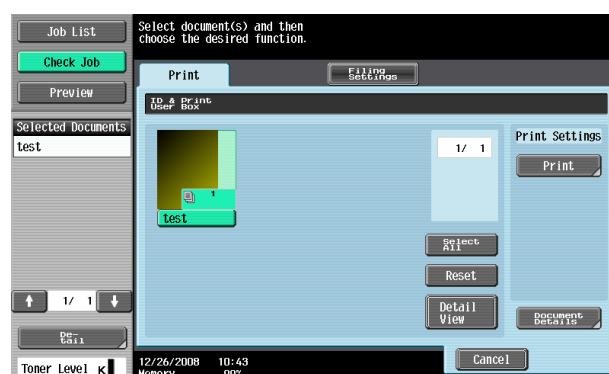 Job List
Select document(s) and then
choose the desired function.
Check Job
Print
Filing
Settings
Preview
ID & Print
User Box
Selected Documents
test
1/ 1
Print Settings
Print
1
test
Select
All
Reset
Detail
View
1/ 1
De-
tail
Document
Details
Toner Level K
12/26/2008 10:43
Memory 99%
Cancel